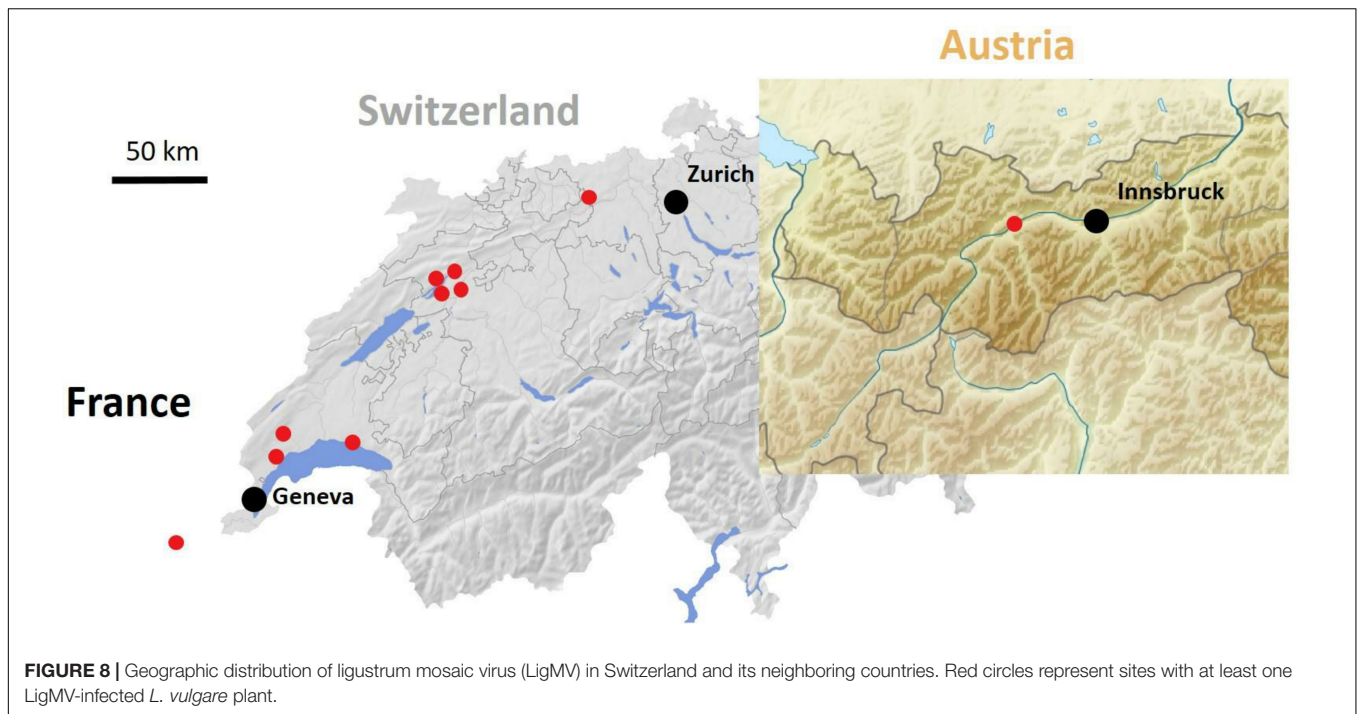 Austria
Switzerland
50 km
Zurich
Innsbruck
France
Geneva
FIGURE 8 | Geographic distribution of ligustrum mosaic virus (LigMV) in Switzerland and its neighboring countries. Red circles represent sites with at least one
LigMV-infected L. vulgare plant.